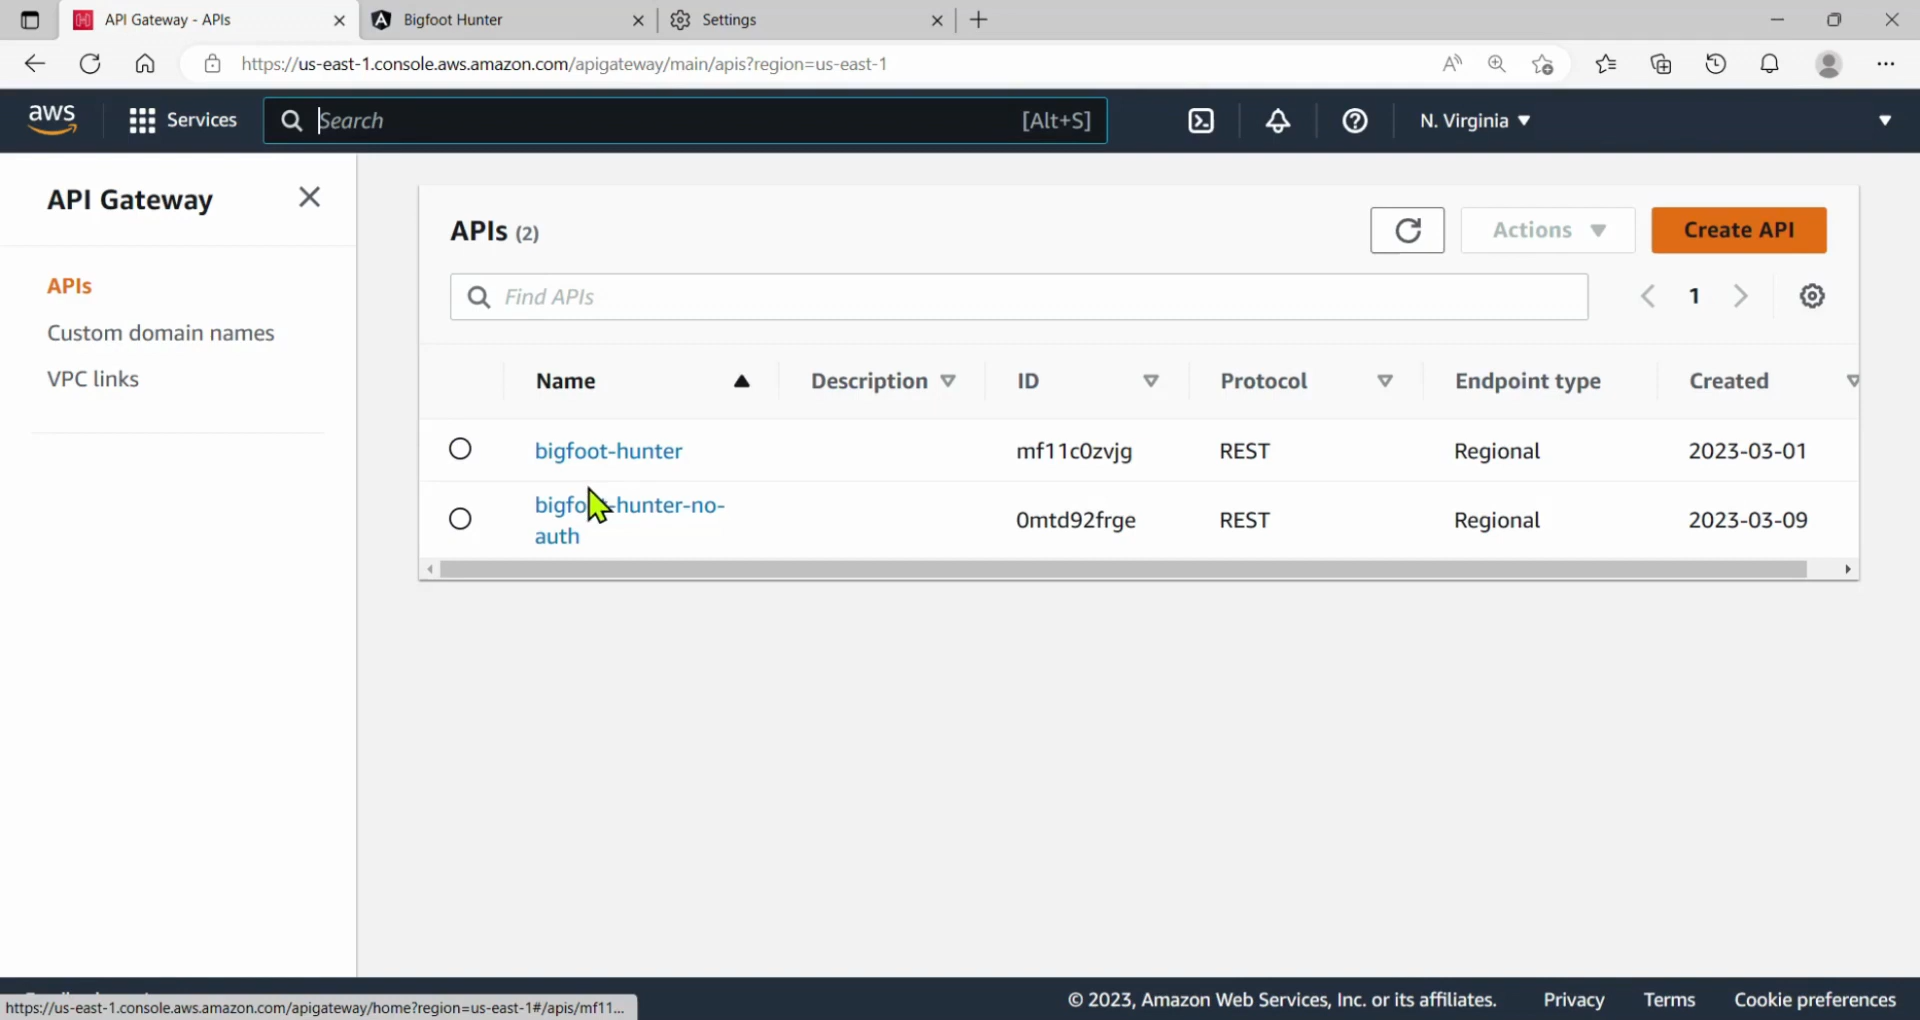 API Gateway - APIs
Bigfoot Hunter
Settings
https://us-east-1.console.aws.amazon.com/apigateway/main/apis?region=us-east-1
aws
Services
Search
[Alt+S]
N. Virginia
API Gateway
APIs
Custom domain names
VPC links
APIs (2)
Actions
Create API
Find APIs
1
Name Description ID Protocol Endpoint type Created
bigfoot-hunter mf11c0zvjg REST Regional 2023-03-01
bigfo -hunter-no-
auth
0mtd92frge REST Regional 2023-03-09
https://us-east-1.console.aws.amazon.com/apigateway/home?region=us-east-1#/apis/mf11...
© 2023, Amazon Web Services, Inc. or its affiliates. Privacy Terms Cookie preferences